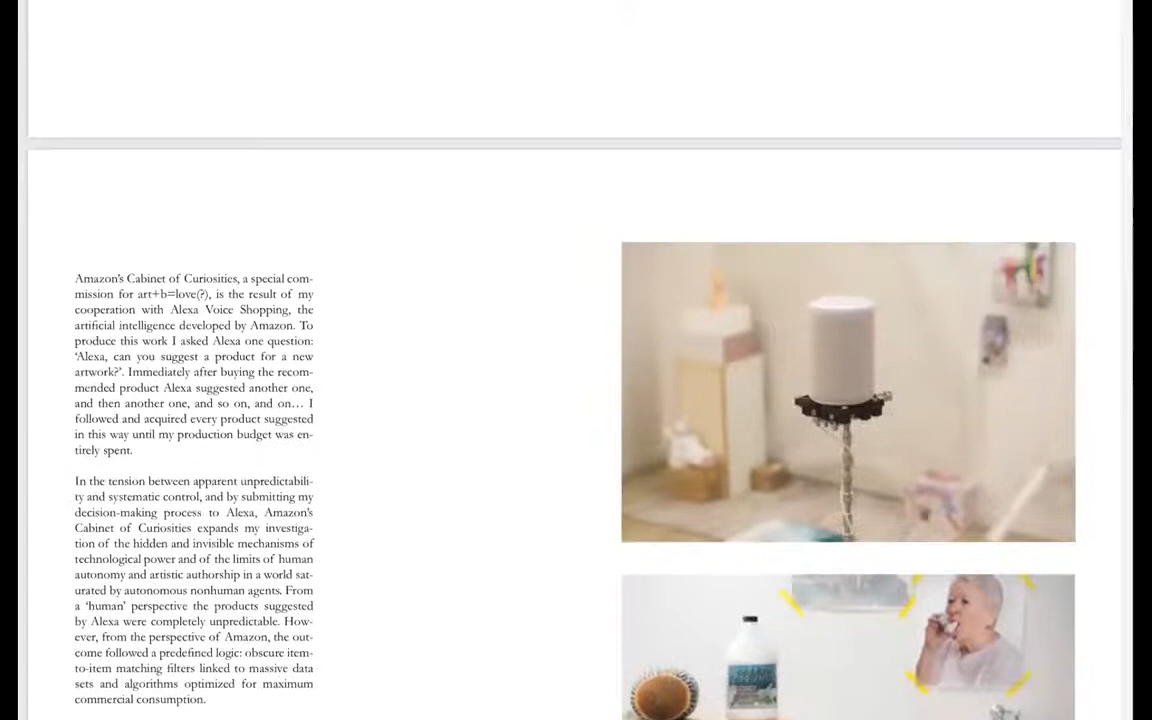 Amazon's Cabinet of Curiosities, a special com-
mission for art+b=love(?), is the result of my
cooperation with Alexa Voice Shopping, the
artificial intelligence developed by Amazon. To
produce this work I asked Alexa one question:
'Alexa, can you suggest a product for a new
artwork?'. Immediately after buying the recom-
mended product Alexa suggested another one,
and then another one, and so on, and on… I
followed and acquired every product suggested
in this way until my production budget was en-
tirely spent.
In the tension between apparent unpredictabili-
ty and systematic control, and by submitting my
decision-making process to Alexa, Amazon's
Cabinet of Curiosities expands my investiga-
tion of the hidden and invisible mechanisms of
technological power and of the limits of human
autonomy and artistic authorship in a world sat-
urated by autonomous nonhuman agents. From
a 'human' perspective the products suggested
by Alexa were completely unpredictable. How-
ever, from the perspective of Amazon, the out-
come followed a predefined logic: obscure item-
to-item matching filters linked to massive data
sets and algorithms optimized for maximum
commercial consumption.